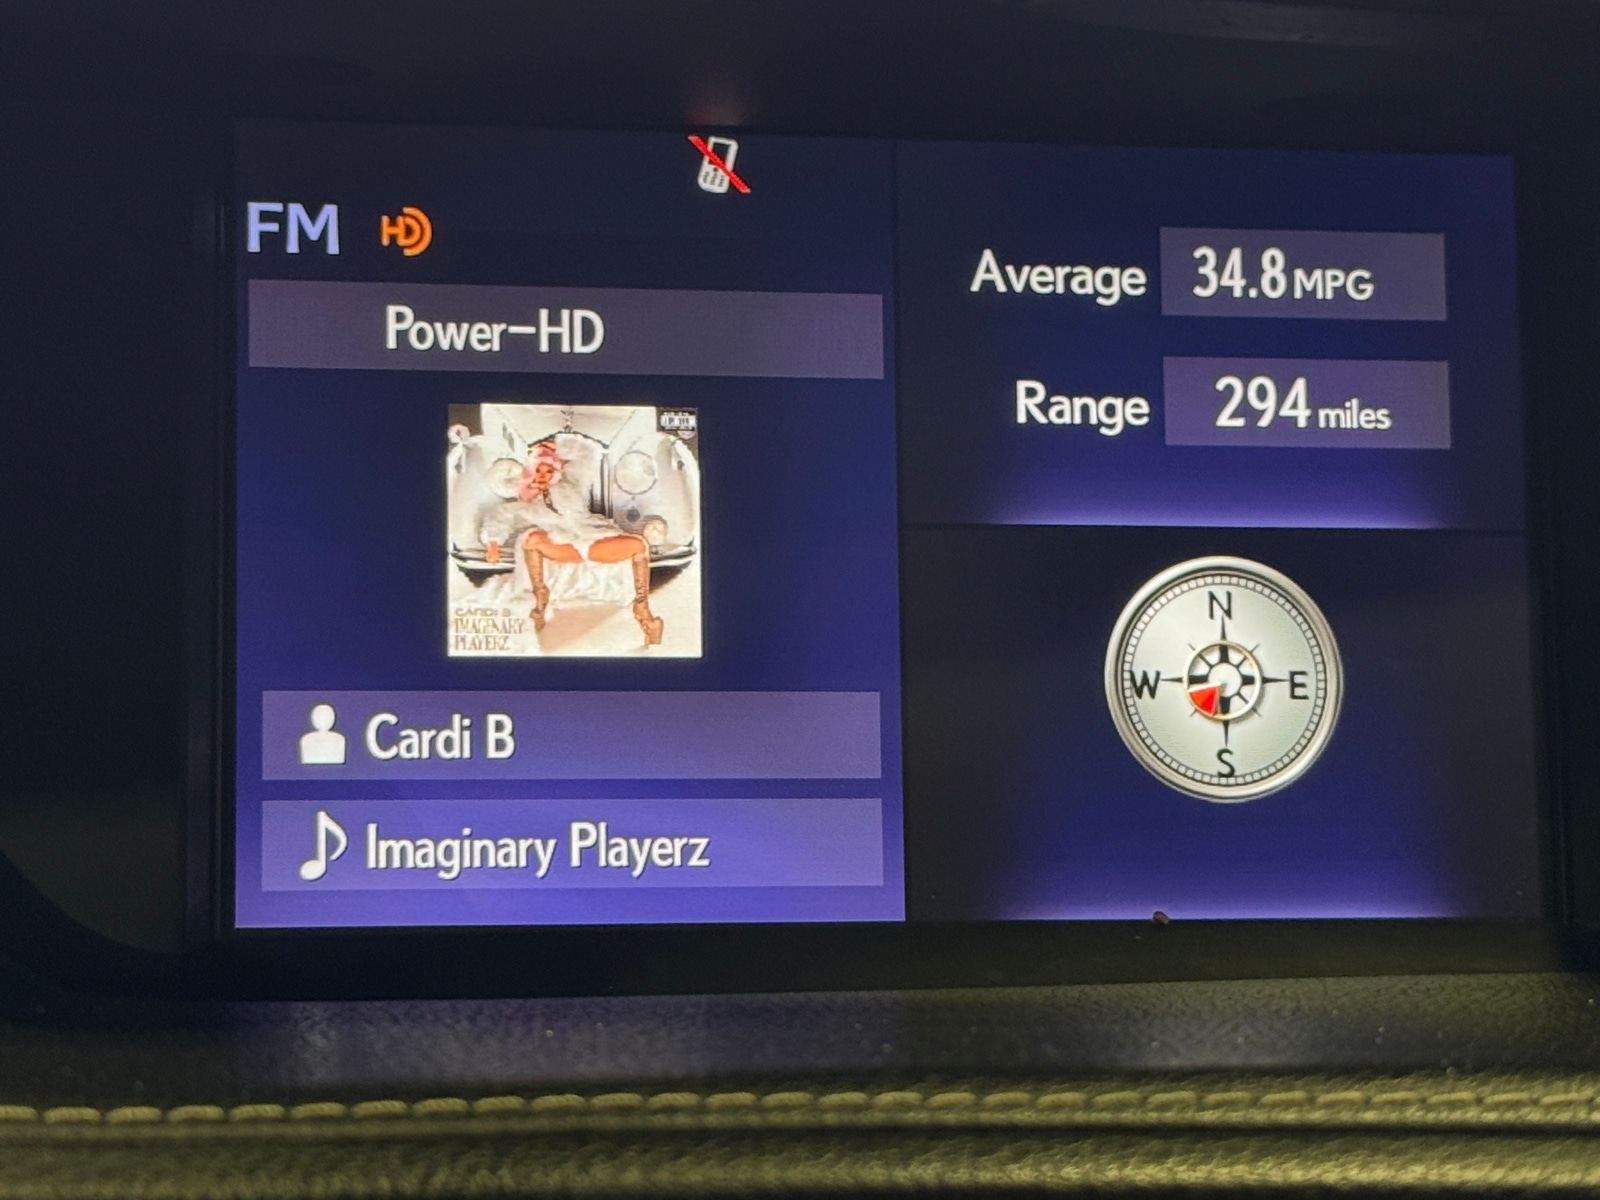 FM HD
Power-HD
CARDI B
IMAGINARY
PLAYERZ
Cardi B
Imaginary Playerz
Average 34.8 MPG
Range 294 miles
N
W E
S